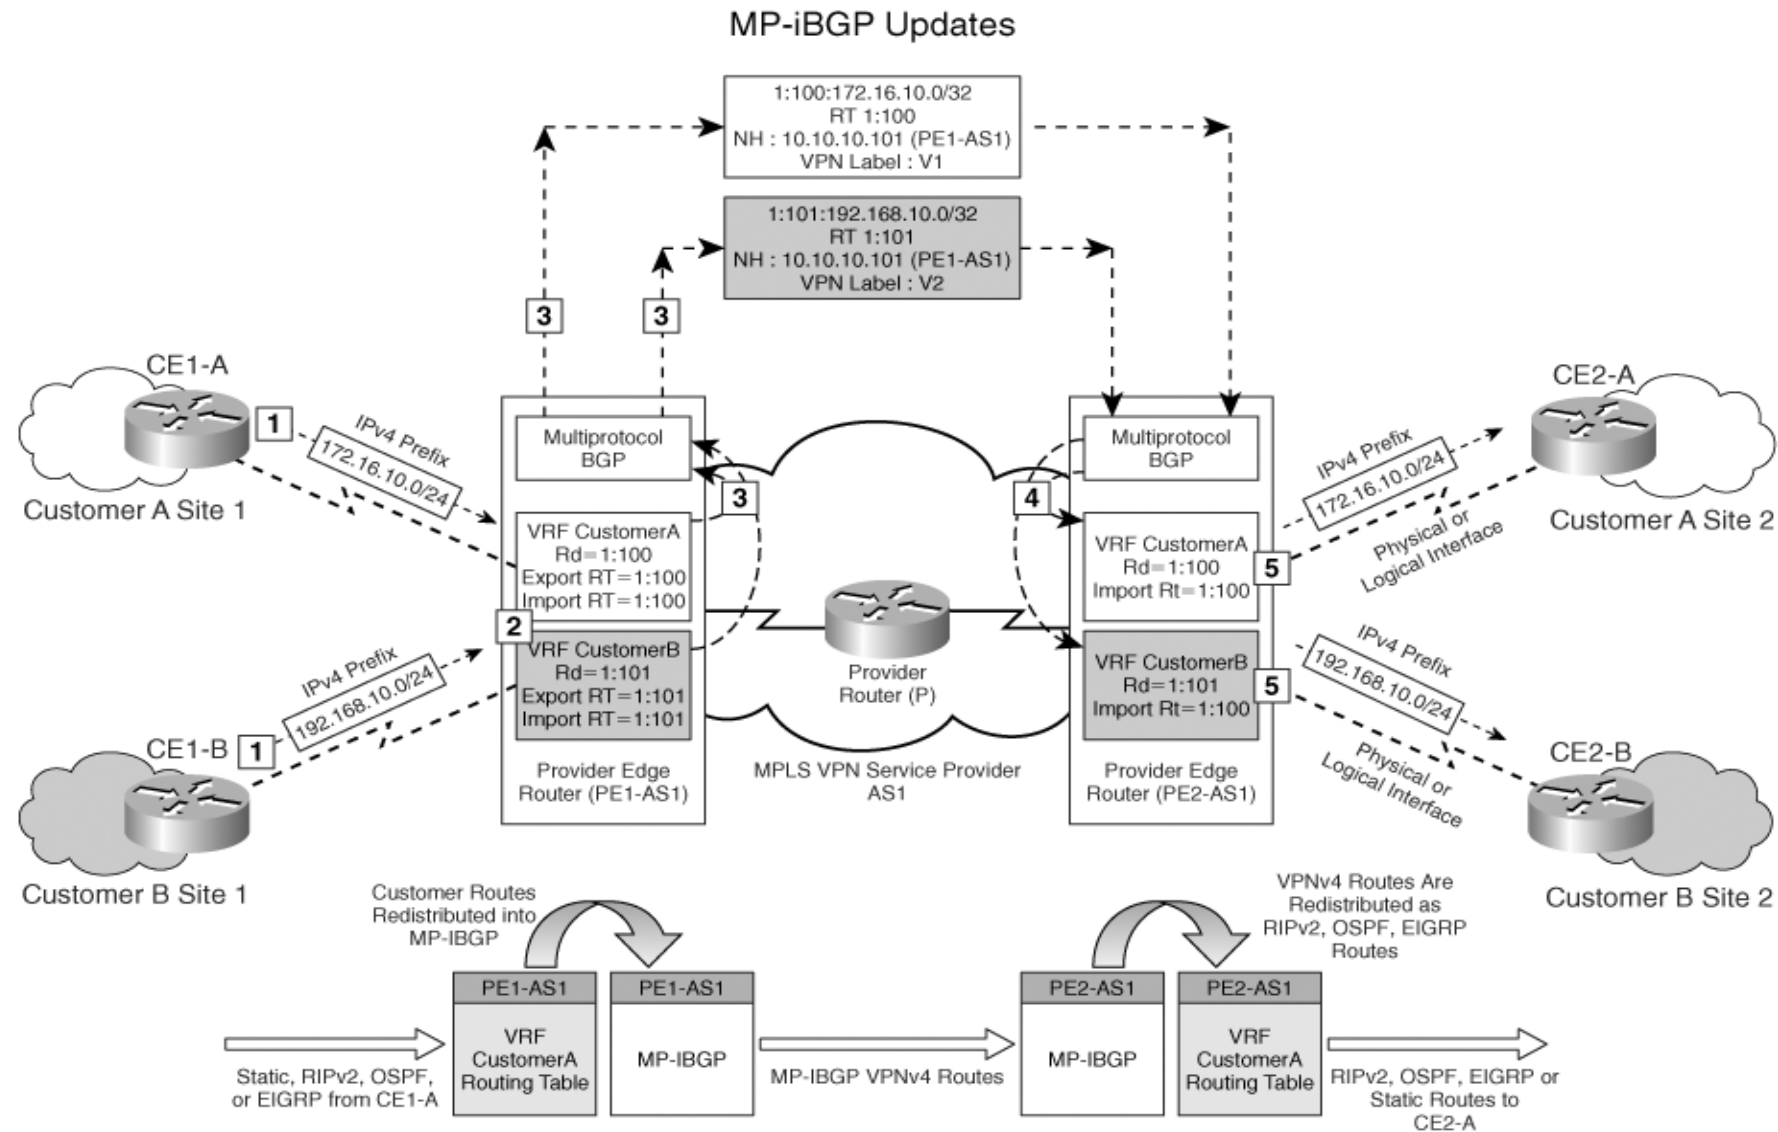 MP-iBGP Updates
1:100:172.16.10.0/32
RT 1:100
NH : 10.10.10.101 (PE1-AS1)
VPN Label : V1
1:101:192.168.10.0/32
RT 1:101
NH : 10.10.10.101 (PE1-AS1)
VPN Label : V2
3
3
CE1-A
1
IPv4 Prefix
172.16.10.0/24
Customer A Site 1
Multiprotocol
BGP
3
VRF CustomerA
Rd=1:100
Export RT=1:100
Import RT=1:100
2
VRF CustomerB
Rd=1:101
Export RT=1:101
Import RT=1:101
Provider Edge
Router (PE1-AS1)
IPv4 Prefix
192.168.10.0/24
CE1-B
1
Customer B Site 1
Provider
Router (P)
MPLS VPN Service Provider
AS1
Multiprotocol
BGP
4
VRF CustomerA
Rd=1:100
Import Rt=1:100
5
VRF CustomerB
Rd=1:101
Import Rt=1:100
5
Provider Edge
Router (PE2-AS1)
CE2-A
IPv4 Prefix
172.16.10.0/24
Physical or
Logical Interface
Customer A Site 2
IPv4 Prefix
192.168.10.0/24
Physical or
Logical Interface
CE2-B
Customer B Site 2
Customer Routes
Redistributed into
MP-IBGP
VPNv4 Routes Are
Redistributed as
RIPv2, OSPF, EIGRP
Routes
PE1-AS1
VRF
CustomerA
Routing Table
PE1-AS1
MP-IBGP
PE2-AS1
MP-IBGP
PE2-AS1
VRF
CustomerA
Routing Table
Static, RIPv2, OSPF,
or EIGRP from CE1-A
MP-IBGP VPNv4 Routes
RIPv2, OSPF, EIGRP or
Static Routes to
CE2-A